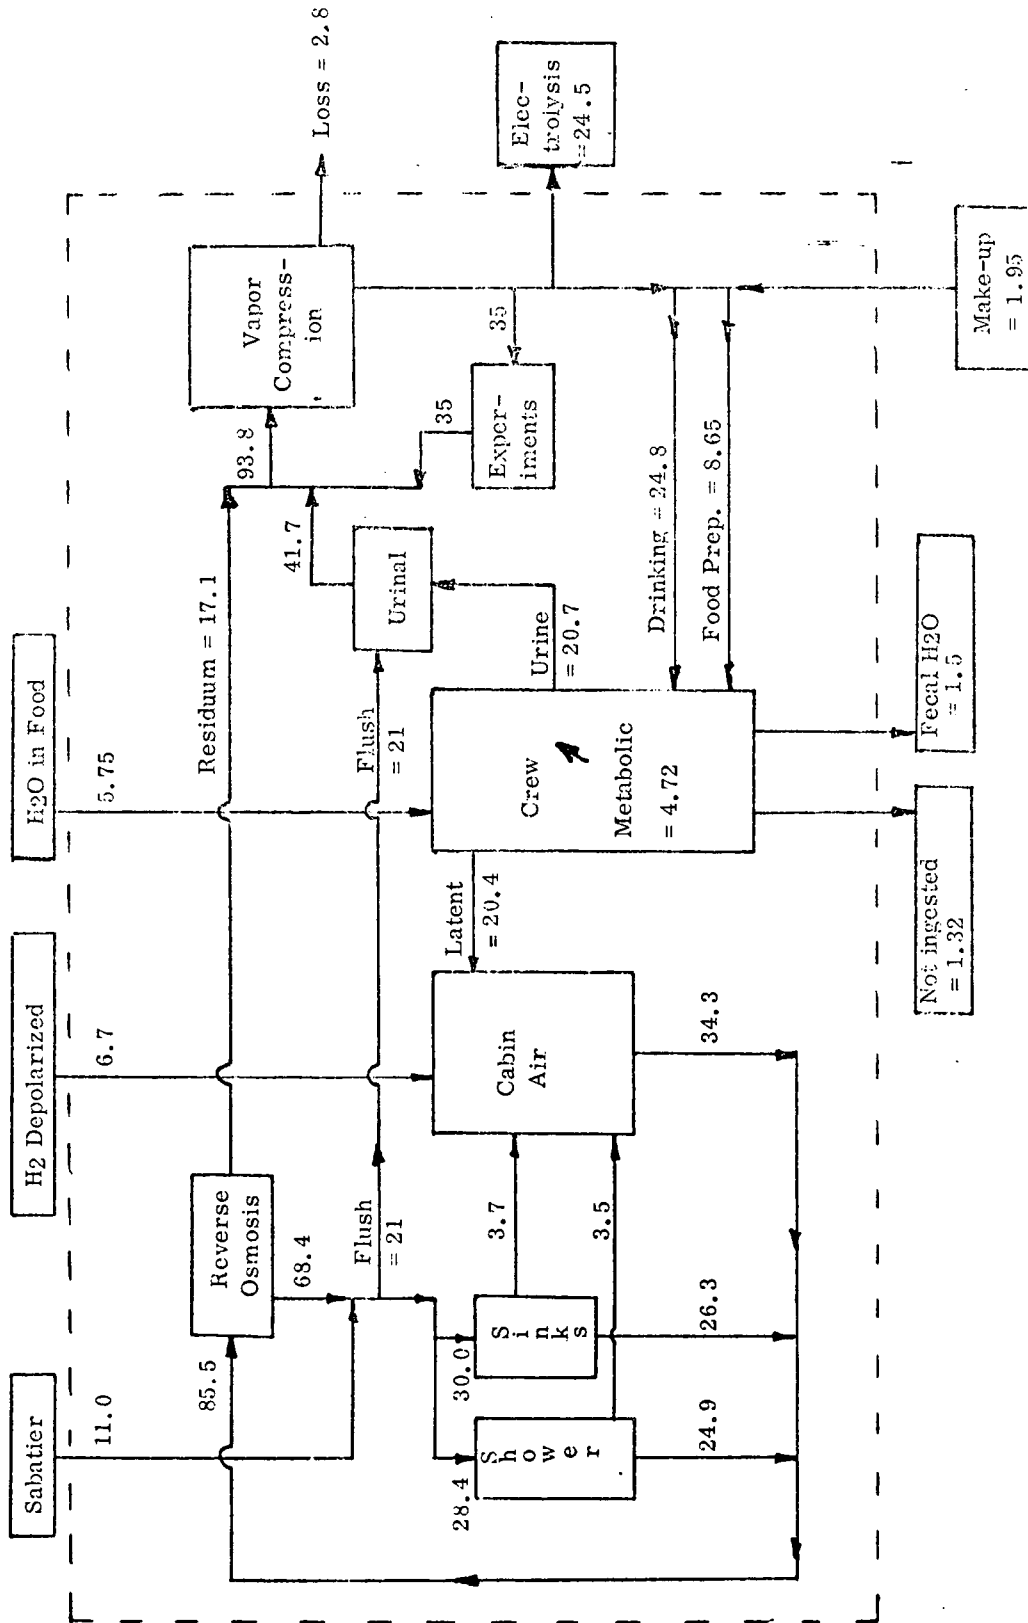 Sabatier
H2 Depolarized
H2O in Food
11.0
6.7
5.75
85.5
Reverse
Osmosis
68.4
Residuum = 17.1
93.8
Vapor
Compress-
ion
Loss = 2.8
Flush
= 21
Flush
= 21
41.7
Urinal
35
Exper-
iments
35
Elec-
trolysis
= 24.5
28.4
Shower
30.0
Sinks
3.7
3.5
Cabin
Air
Latent
= 20.4
Crew
Metabolic
= 4.72
Urine
= 20.7
Drinking = 24.8
Food Prep. = 8.65
24.9
26.3
34.3
Not ingested
= 1.32
Fecal H2O
= 1.5
Make-up
= 1.95